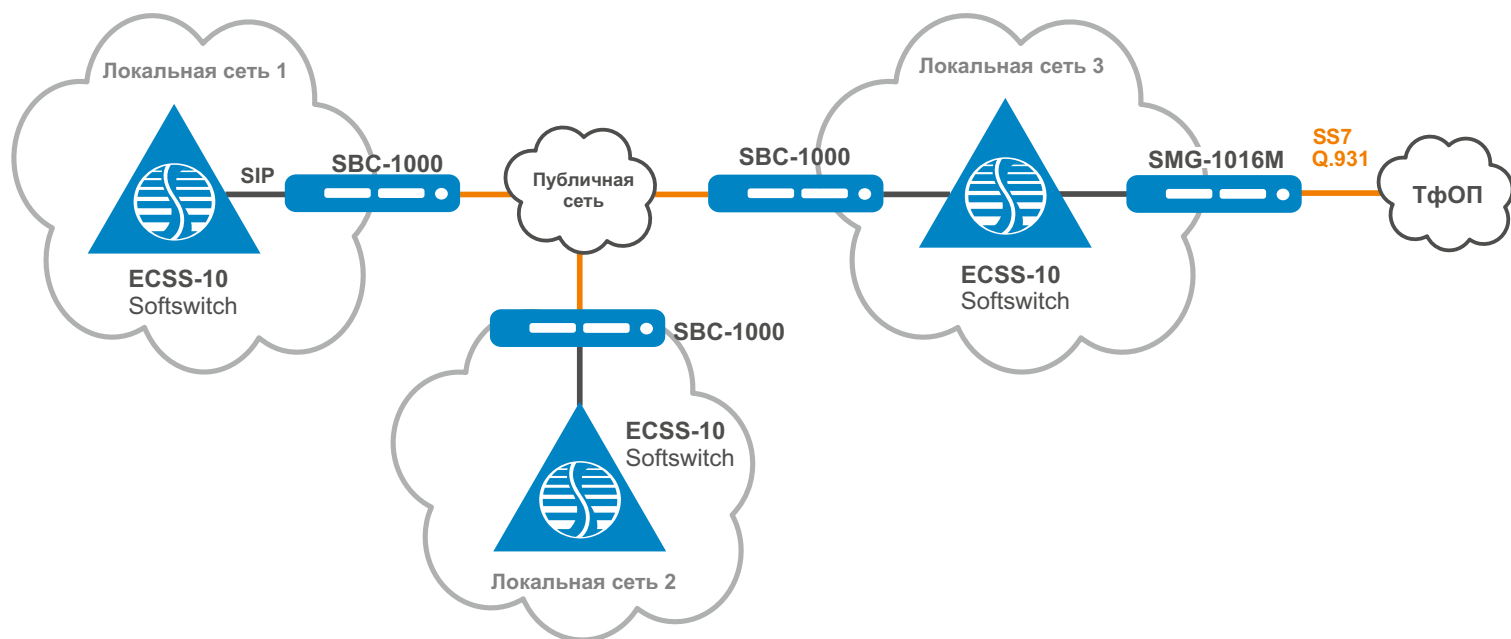 Локальная сеть 1
SIP
SBC-1000
ECSS-10
Softswitch
Публичная
сеть
SBC-1000
ECSS-10
Softswitch
Локальная сеть 2
Локальная сеть 3
SBC-1000
ECSS-10
Softswitch
SMG-1016M
SS7
Q.931
ТфОП